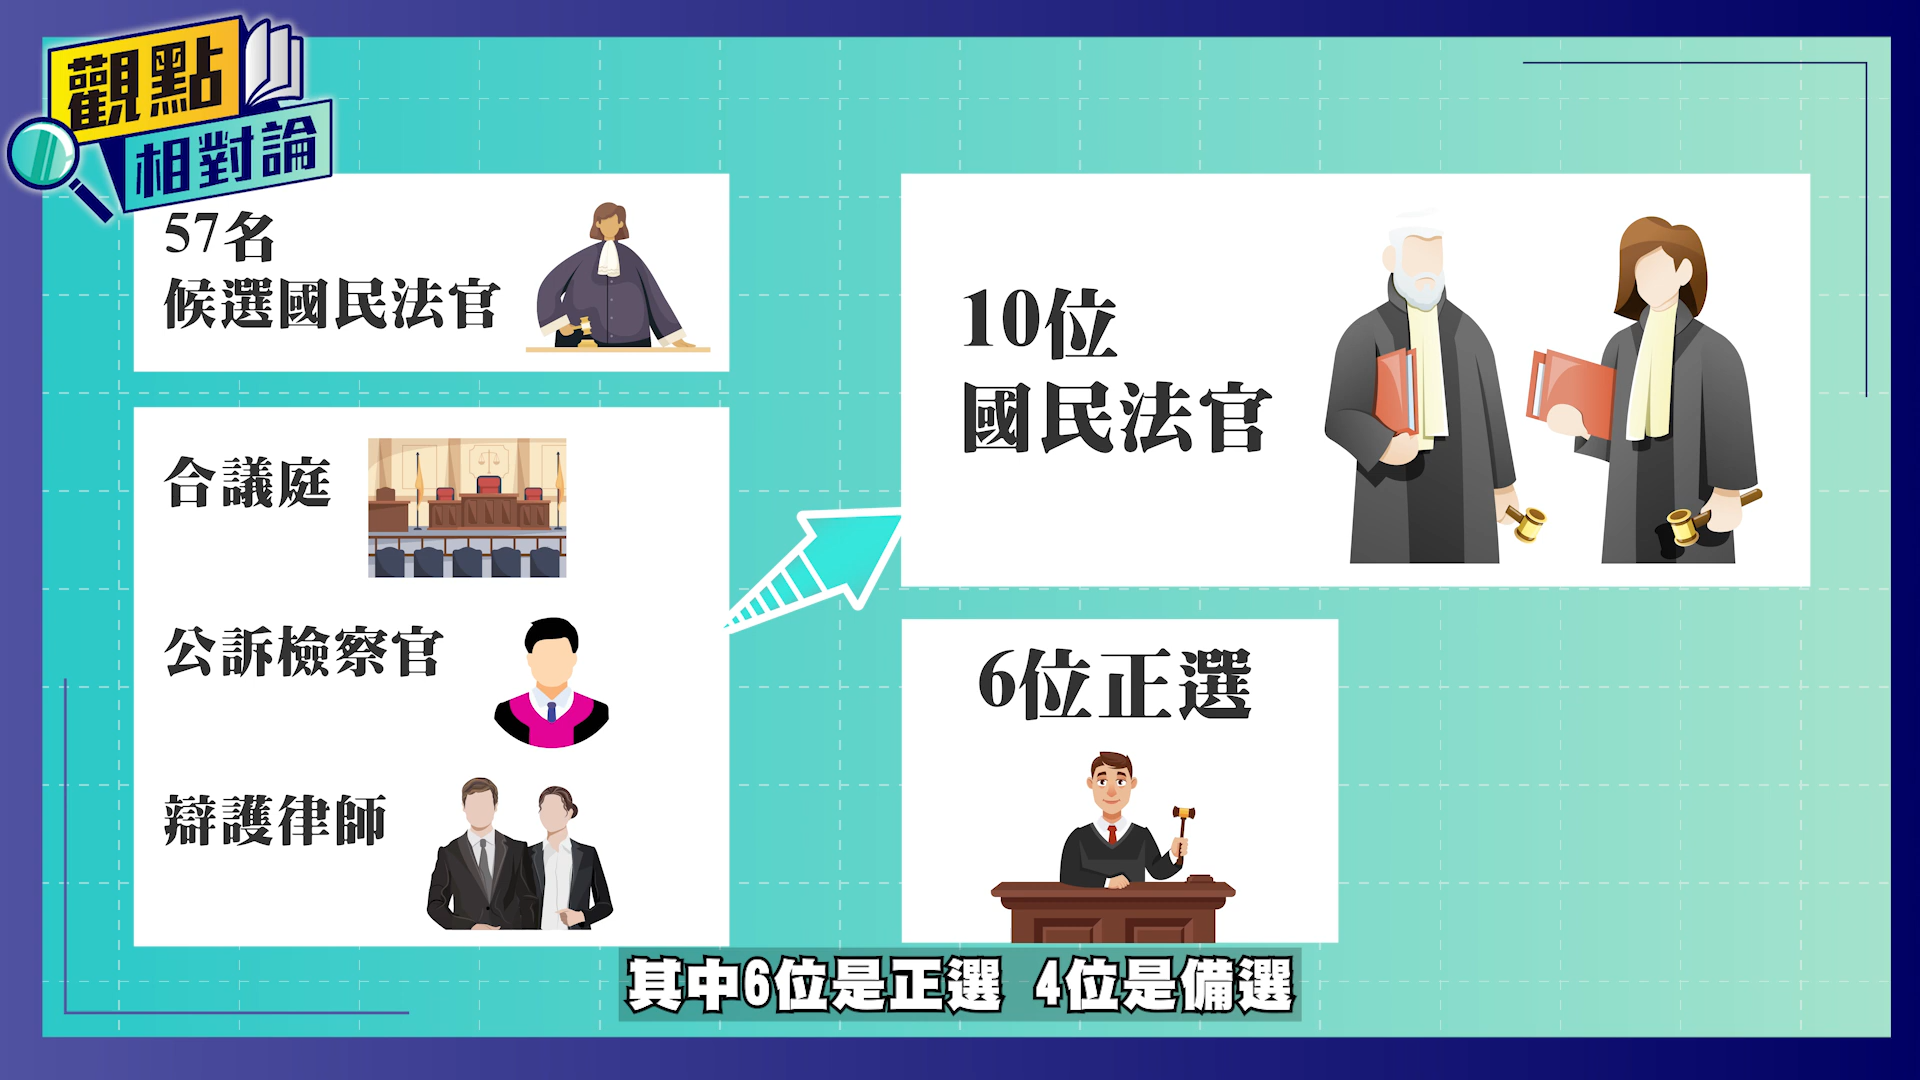 觀點
相對論
57名
候選國民法官
合議庭
公訴檢察官
辯護律師
10位
國民法官
6位正選
其中6位是正選 4位是備選